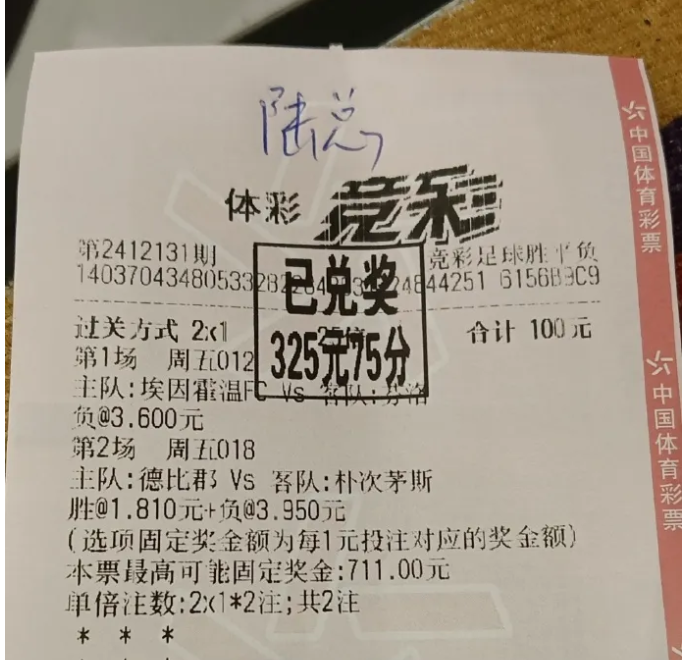 陆总
体彩 竞彩
第2412131期 竞彩足球胜平负
6156B9C9
已兑奖
325元75分
过关方式 2x1 25倍 合计 100元
第1场 周五012
主队:埃因霍温FC Vs 客队:芬洛
负@3.600元
第2场 周五018
主队:德比郡 Vs 客队:朴次茅斯
胜@1.810元+负@3.950元
(选项固定奖金额为每1元投注对应的奖金额)
本票最高可能固定奖金:711.00元
单倍注数:2x1*2注;共2注
* * *
中国体育彩票
中国体育彩票